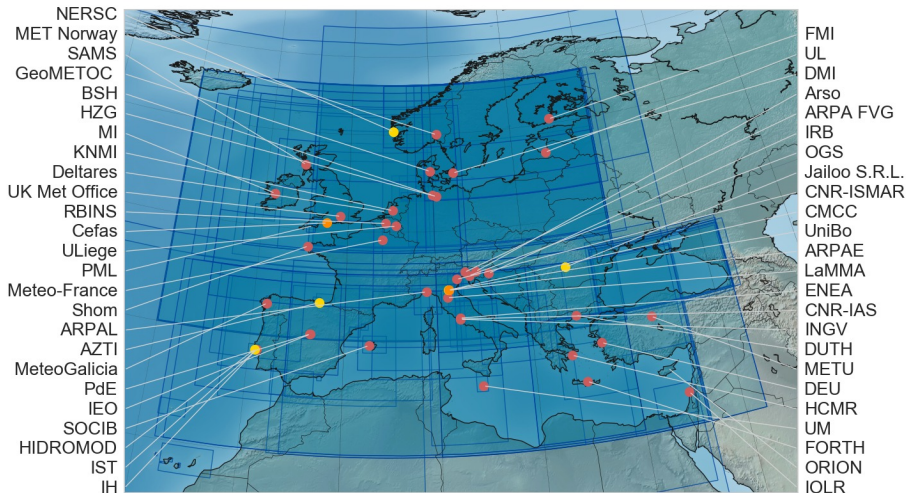 NERSC
MET Norway
SAMS
GeoMETOC
BSH
HZG
MI
KNMI
Deltares
UK Met Office
RBINS
Cefas
ULiege
PML
Meteo-France
Shom
ARPAL
AZTI
MeteoGalicia
PdE
IEO
SOCIB
HIDROMOD
IST
IH
FMI
UL
DMI
Arso
ARPA FVG
IRB
OGS
Jailoo S.R.L.
CNR-ISMAR
CMCC
UniBo
ARPAE
LaMMA
ENEA
CNR-IAS
INGV
DUTH
METU
DEU
HCMR
UM
FORTH
ORION
IOLR